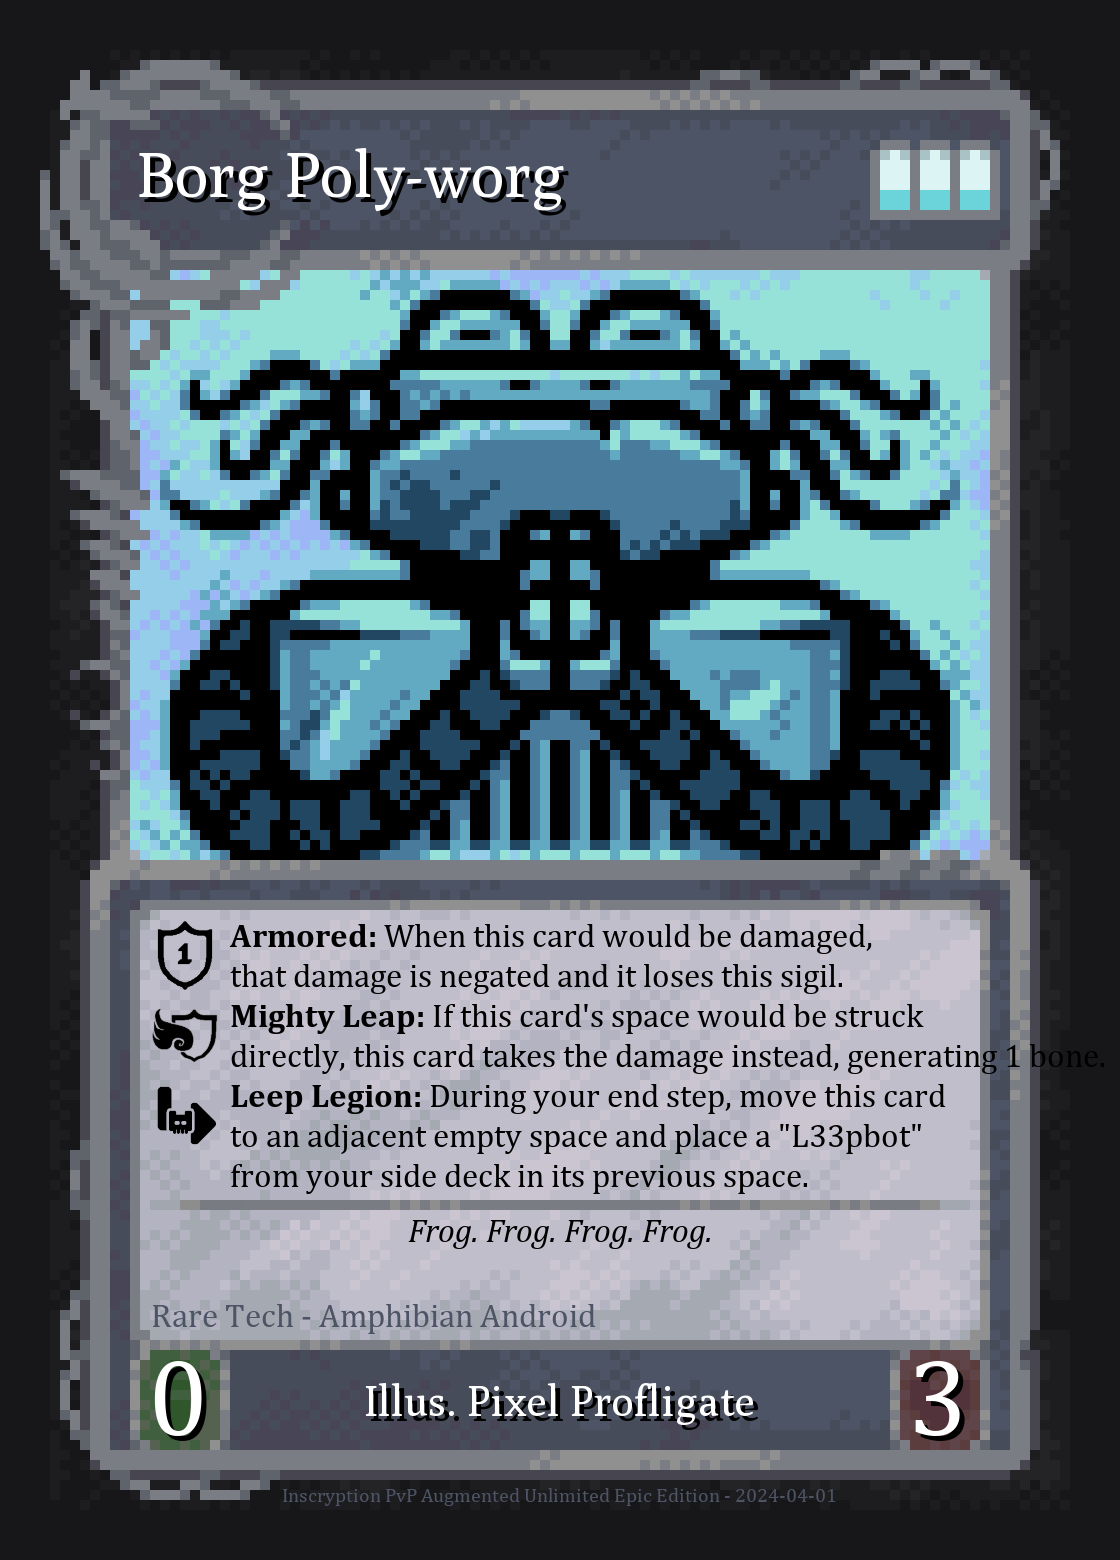 Borg Poly-worg
1
Armored: When this card would be damaged,
that damage is negated and it loses this sigil.
Mighty Leap: If this card's space would be struck
directly, this card takes the damage instead, generating 1 bone.
Leep Legion: During your end step, move this card
to an adjacent empty space and place a "L33pbot"
from your side deck in its previous space.
Frog. Frog. Frog. Frog.
Rare Tech - Amphibian Android
0
Illus. Pixel Profligate
3
Inscryption PvP Augmented Unlimited Epic Edition - 2024-04-01